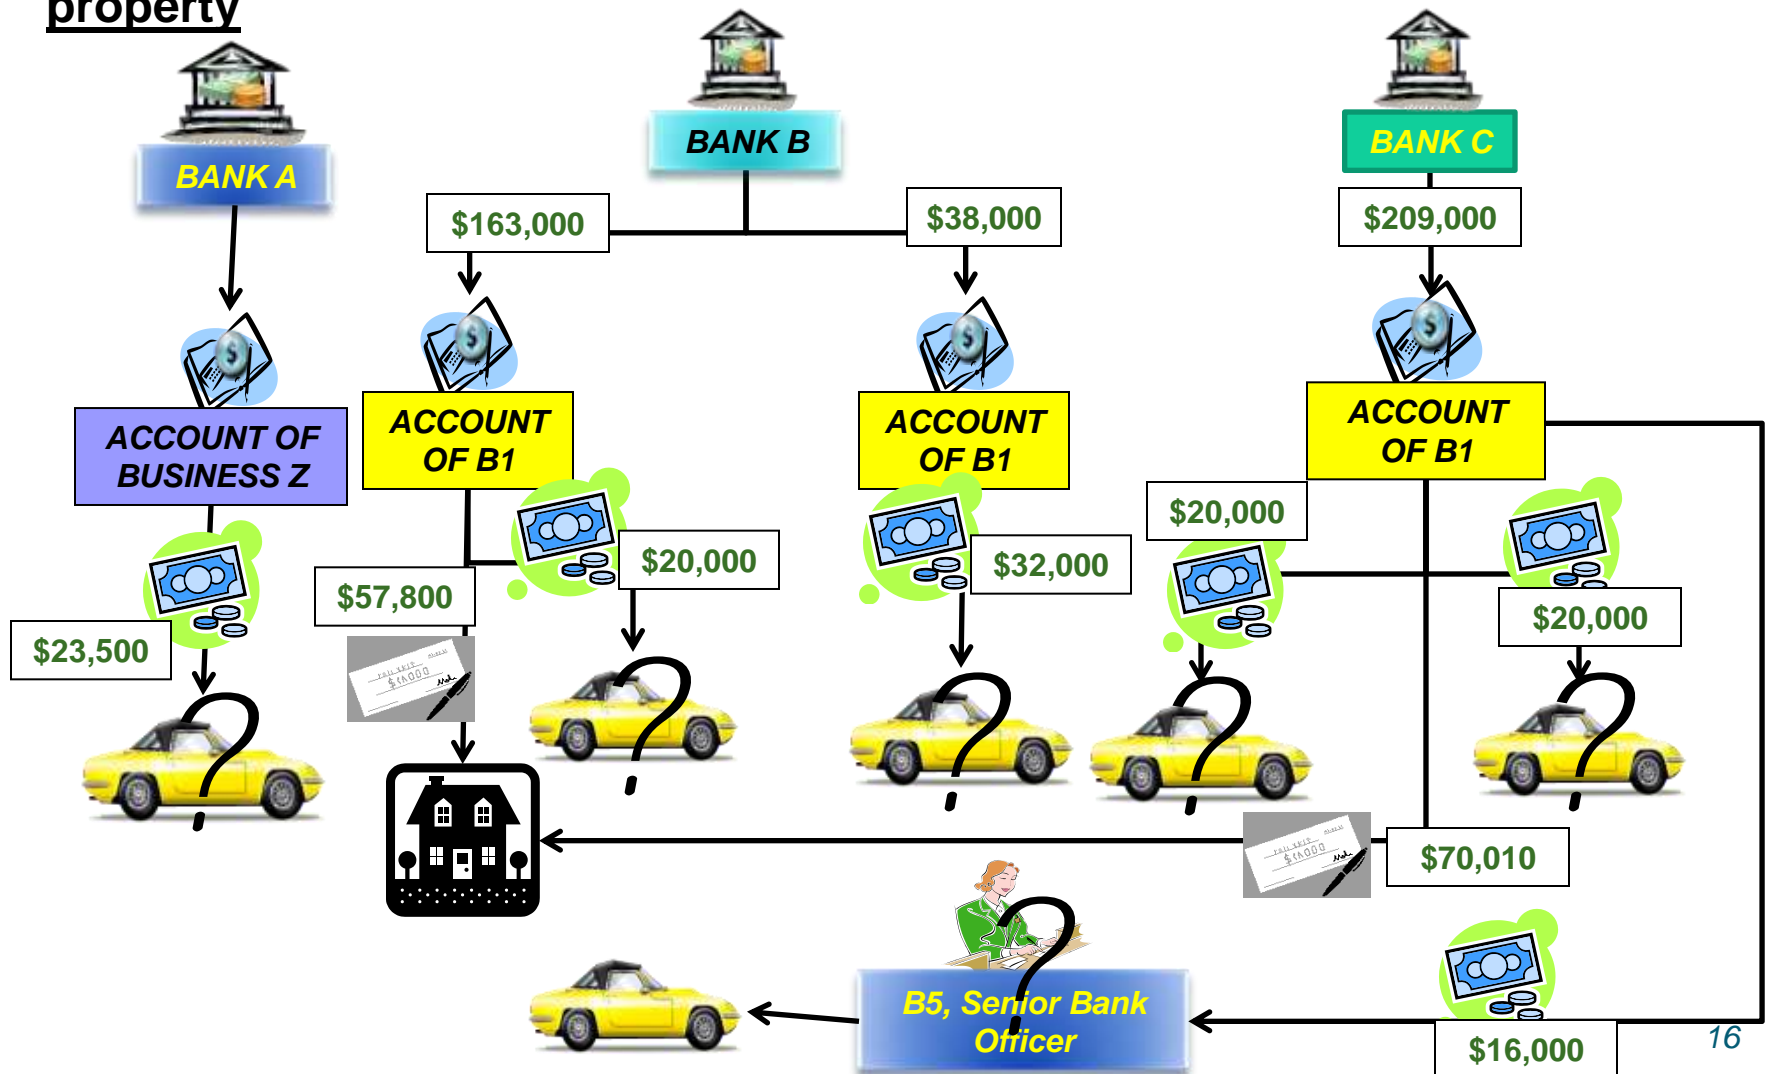 property
BANK A
BANK B
BANK C
$163,000
$38,000
$209,000
ACCOUNT OF
BUSINESS Z
ACCOUNT
OF B1
ACCOUNT
OF B1
ACCOUNT
OF B1
$23,500
$57,800
$20,000
$32,000
$20,000
$20,000
?
?
?
?
?
$70,010
?
B5, Senior Bank
Officer
$16,000
16